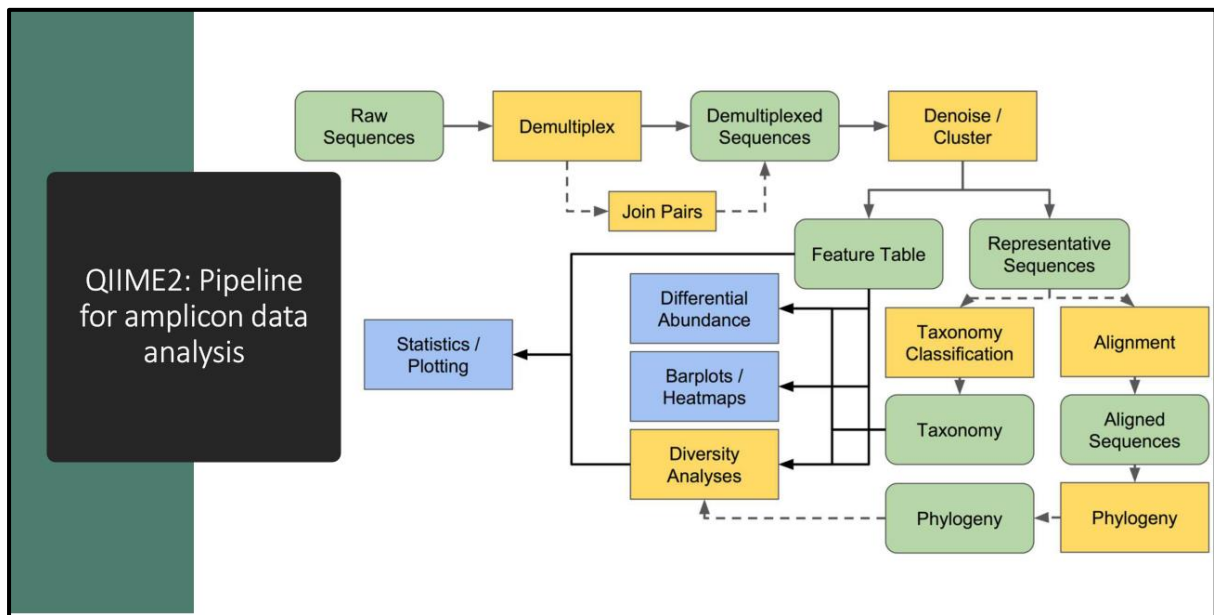 QIIME2: Pipeline
for amplicon data
analysis
Raw
Sequences
Demultiplex
Demultiplexed
Sequences
Denoise /
Cluster
Join Pairs
Feature Table
Representative
Sequences
Differential
Abundance
Taxonomy
Classification
Alignment
Statistics /
Plotting
Barplots /
Heatmaps
Taxonomy
Aligned
Sequences
Diversity
Analyses
Phylogeny
Phylogeny